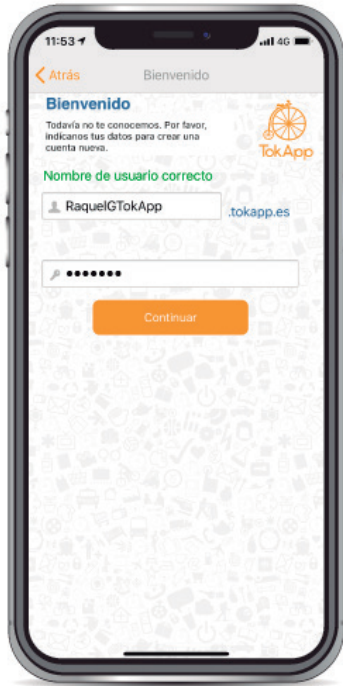 11:53
4G
Atrás
Bienvenido
Bienvenido
Todavía no te conocemos. Por favor,
indícanos tus datos para crear una
cuenta nueva.
TokApp
Nombre de usuario correcto
RaquelGTokApp
.tokapp.es
•••••••
Continuar